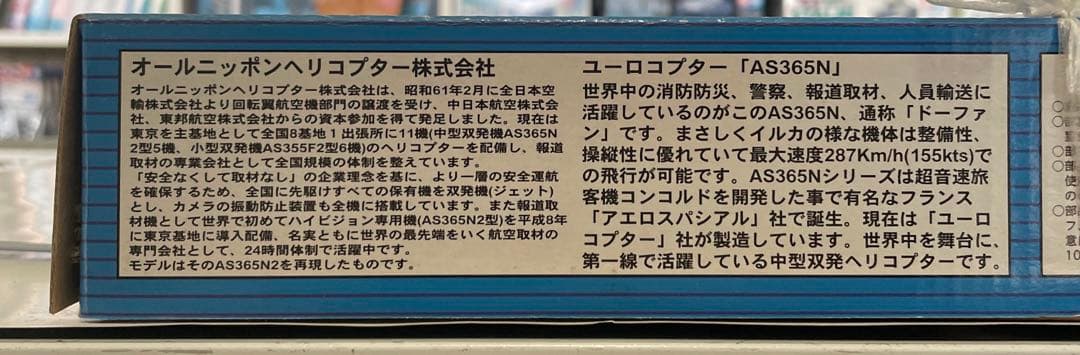 オールニッポンヘリコプター株式会社
オールニッポンヘリコプター株式会社は、昭和61年2月に全日本空
輸株式会社より回転翼航空機部門の譲渡を受け、中日本航空株式会
社、東邦航空株式会社からの資本参加を得て発足しました。現在は
東京を主基地として全国8基地1出張所に11機(中型双発機AS365N
2型5機、小型双発機AS355F2型6機)のヘリコプターを配備し、報道
取材の専業会社として全国規模の体制を整えています。
「安全なくして取材なし」の企業理念を基に、より一層の安全運航
を確保するため、全国に先駆けすべての保有機を双発機(ジェット)
とし、カメラの振動防止装置も全機に搭載しています。また報道取
材機として世界で初めてハイビジョン専用機(AS365N2型)を平成8年
に東京基地に導入配備、名実ともに世界の最先端をいく航空取材の
専門会社として、24時間体制で活躍中です。
モデルはそのAS365N2を再現したものです。
ユーロコプター「AS365N」
世界中の消防防災、警察、報道取材、人員輸送に
活躍しているのがこのAS365N、通称「ドーファ
ン」です。まさしくイルカの様な機体は整備性、
操縦性に優れていて最大速度287Km/h(155kts)で
の飛行が可能です。AS365Nシリーズは超音速旅
客機コンコルドを開発した事で有名なフランス
「アエロスパシアル」社で誕生。現在は「ユーロ
コプター」社が製造しています。世界中を舞台に、
第一線で活躍している中型双発ヘリコプターです。
○部
○部
使
の
○部
フ
意
10